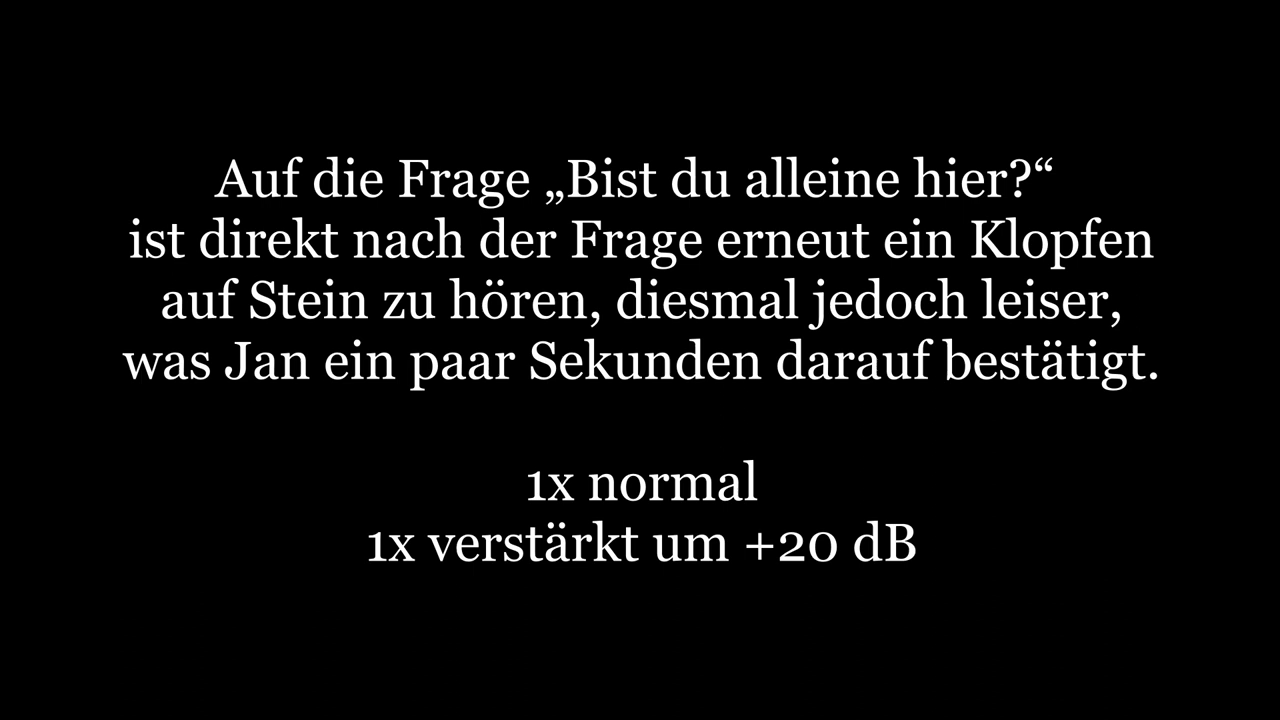 Auf die Frage „Bist du alleine hier?“
ist direkt nach der Frage erneut ein Klopfen
auf Stein zu hören, diesmal jedoch leiser,
was Jan ein paar Sekunden darauf bestätigt.
1x normal
1x verstärkt um +20 dB